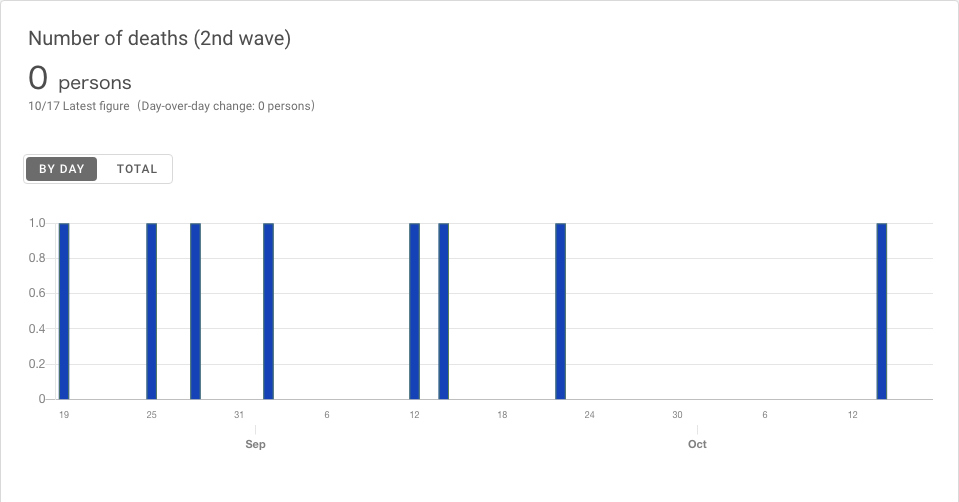 Number of deaths (2nd wave)
0 persons
10/17 Latest figure (Day-over-day change: 0 persons)
BY DAY TOTAL
1.0
0.8
0.6
0.4
0.2
0
19 25 31 6 12 18 24 30 6 12
Sep Oct